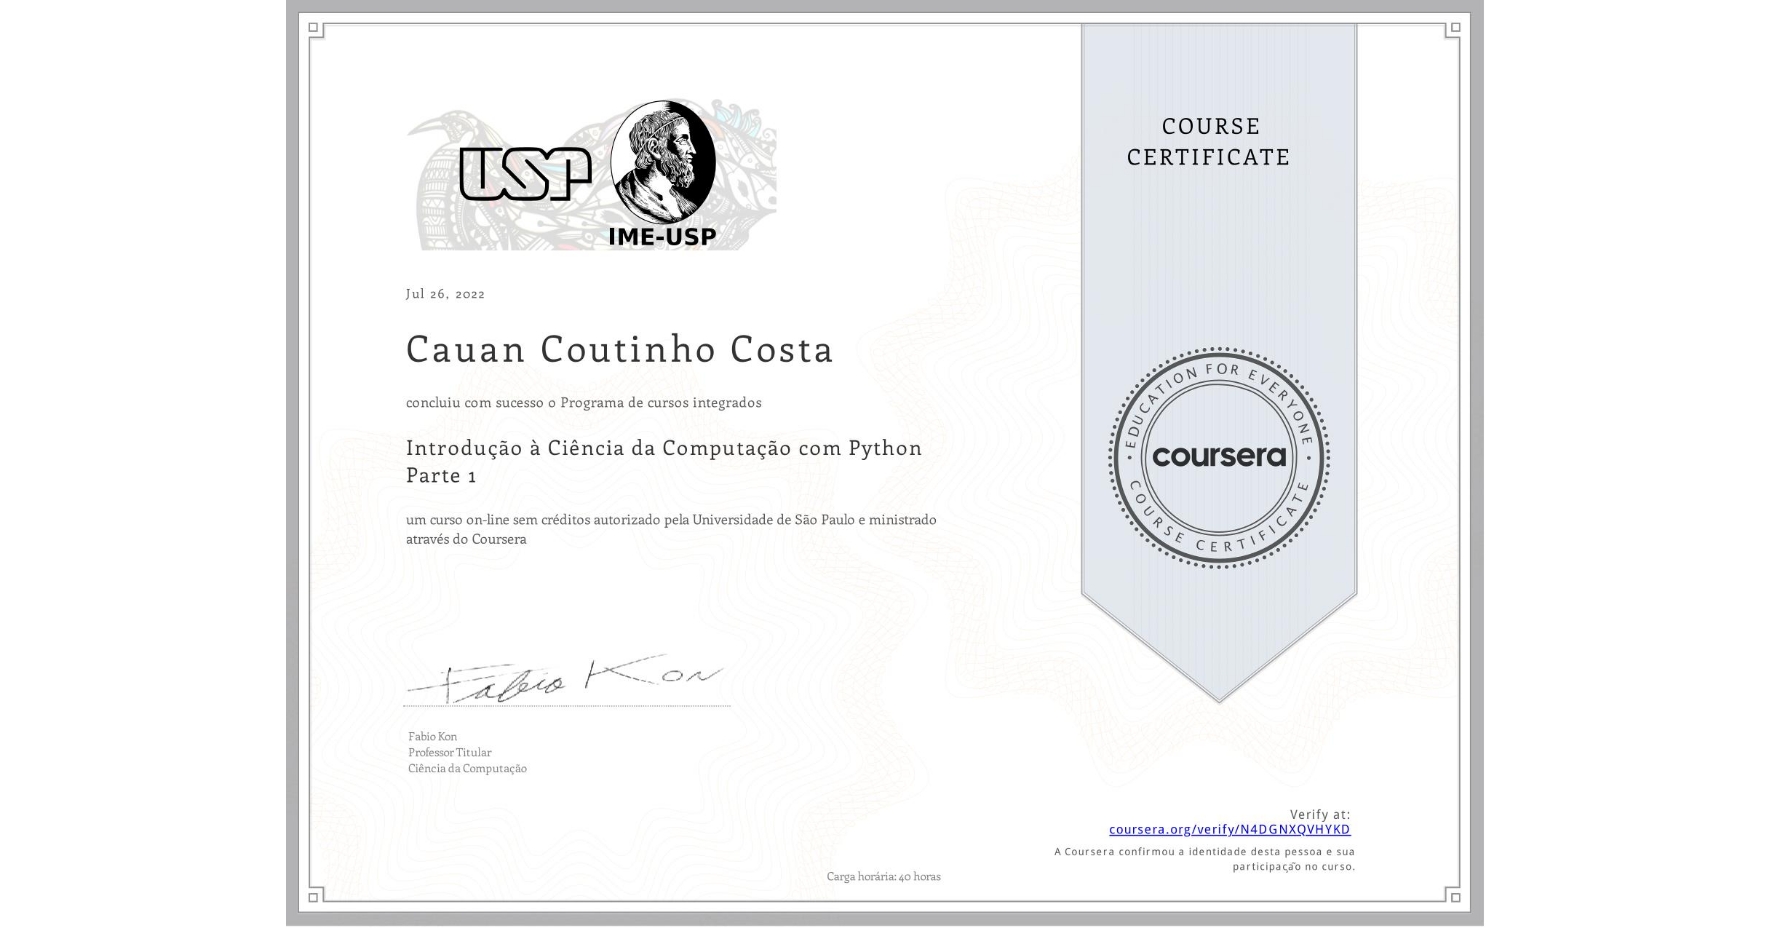 USP
IME-USP
COURSE
CERTIFICATE
Jul 26, 2022
Cauan Coutinho Costa
concluiu com sucesso o Programa de cursos integrados
Introdução à Ciência da Computação com Python
Parte 1
um curso on-line sem créditos autorizado pela Universidade de São Paulo e ministrado
através do Coursera
EDUCATION FOR EVERYONE
coursera
COURSE CERTIFICATE
Fabio Kon
Fabio Kon
Professor Titular
Ciência da Computação
Verify at:
coursera.org/verify/N4DGNXQVHYKD
A Coursera confirmou a identidade desta pessoa e sua
participação no curso.
Carga horária: 40 horas